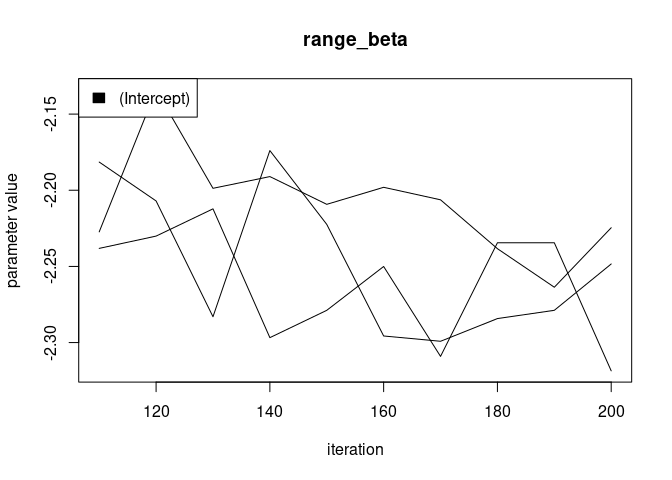 range_beta
(Intercept)
parameter value
-2.15
-2.20
-2.25
-2.30
120 140 160 180 200
iteration